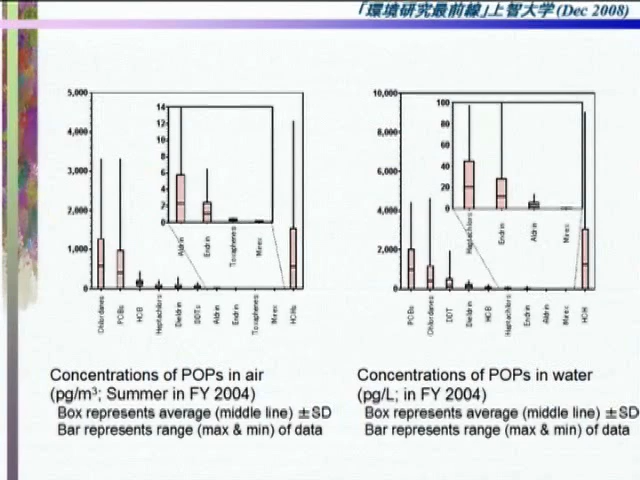 「環境研究最前線」上智大学 (Dec 2008)
5,000
4,000
3,000
2,000
1,000
0
14
12
10
8
6
4
2
0
Aldrin
Endrin
Toxaphenes
Mirex
Chlordanes
PCBs
HCB
Heptachlors
Dieldrin
DDTs
Aldrin
Endrin
Toxaphenes
Mirex
HCHs
10,000
8,000
6,000
4,000
2,000
0
100
80
60
40
20
0
Heptachlors
Endrin
Aldrin
Mirex
PCBs
Chlordanes
DDT
Dieldrin
HCB
Heptachlors
Endrin
Aldrin
Mirex
HCH
Concentrations of POPs in air
(pg/m³; Summer in FY 2004)
Box represents average (middle line) ±SD
Bar represents range (max & min) of data
Concentrations of POPs in water
(pg/L; in FY 2004)
Box represents average (middle line) ±SD
Bar represents range (max & min) of data